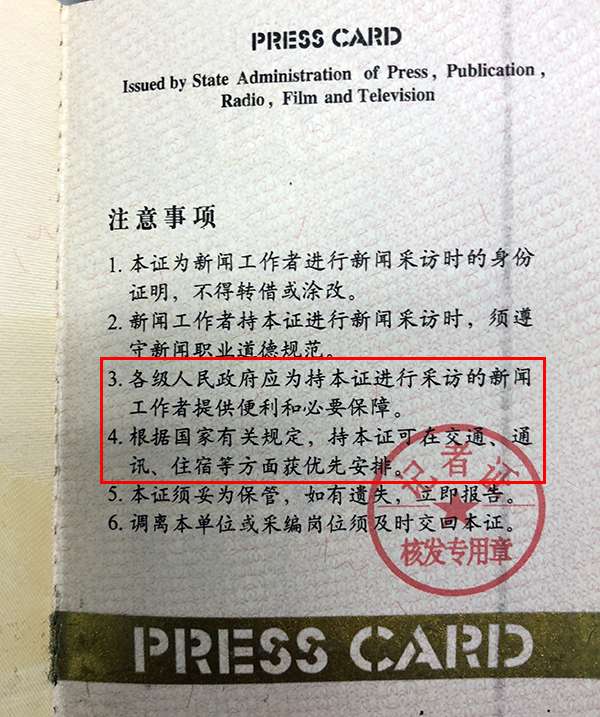 PRESS CARD
Issued by State Administration of Press, Publication,
Radio, Film and Television
注意事项
1. 本证为新闻工作者进行新闻采访时的身份
证明，不得转借或涂改。
2. 新闻工作者持本证进行新闻采访时，须遵
守新闻职业道德规范。
3. 各级人民政府应为持本证进行采访的新闻
工作者提供便利和必要保障。
4. 根据国家有关规定，持本证可在交通、通
讯、住宿等方面获优先安排。
5. 本证须妥为保管，如有遗失，立即报告。
6. 调离本单位或采编岗位须及时交回本证。
记者证
核发专用章
PRESS CARD